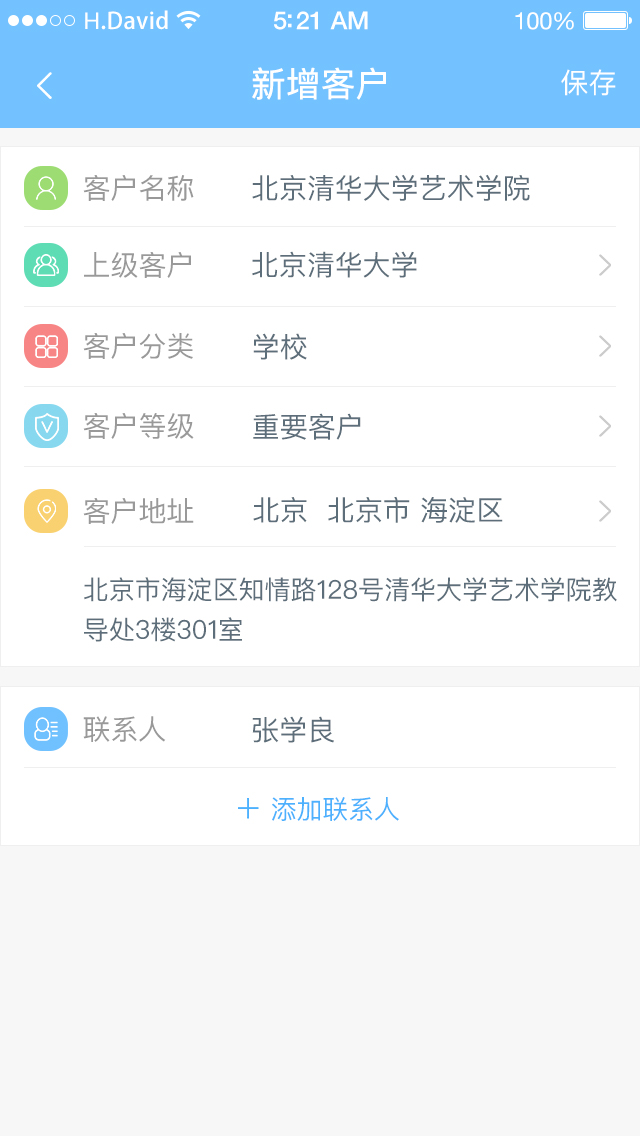 H.David 5:21 AM 100%
新增客户 保存
客户名称 北京清华大学艺术学院
上级客户 北京清华大学
客户分类 学校
客户等级 重要客户
客户地址 北京 北京市 海淀区
北京市海淀区知情路128号清华大学艺术学院教
导处3楼301室
联系人 张学良
+ 添加联系人